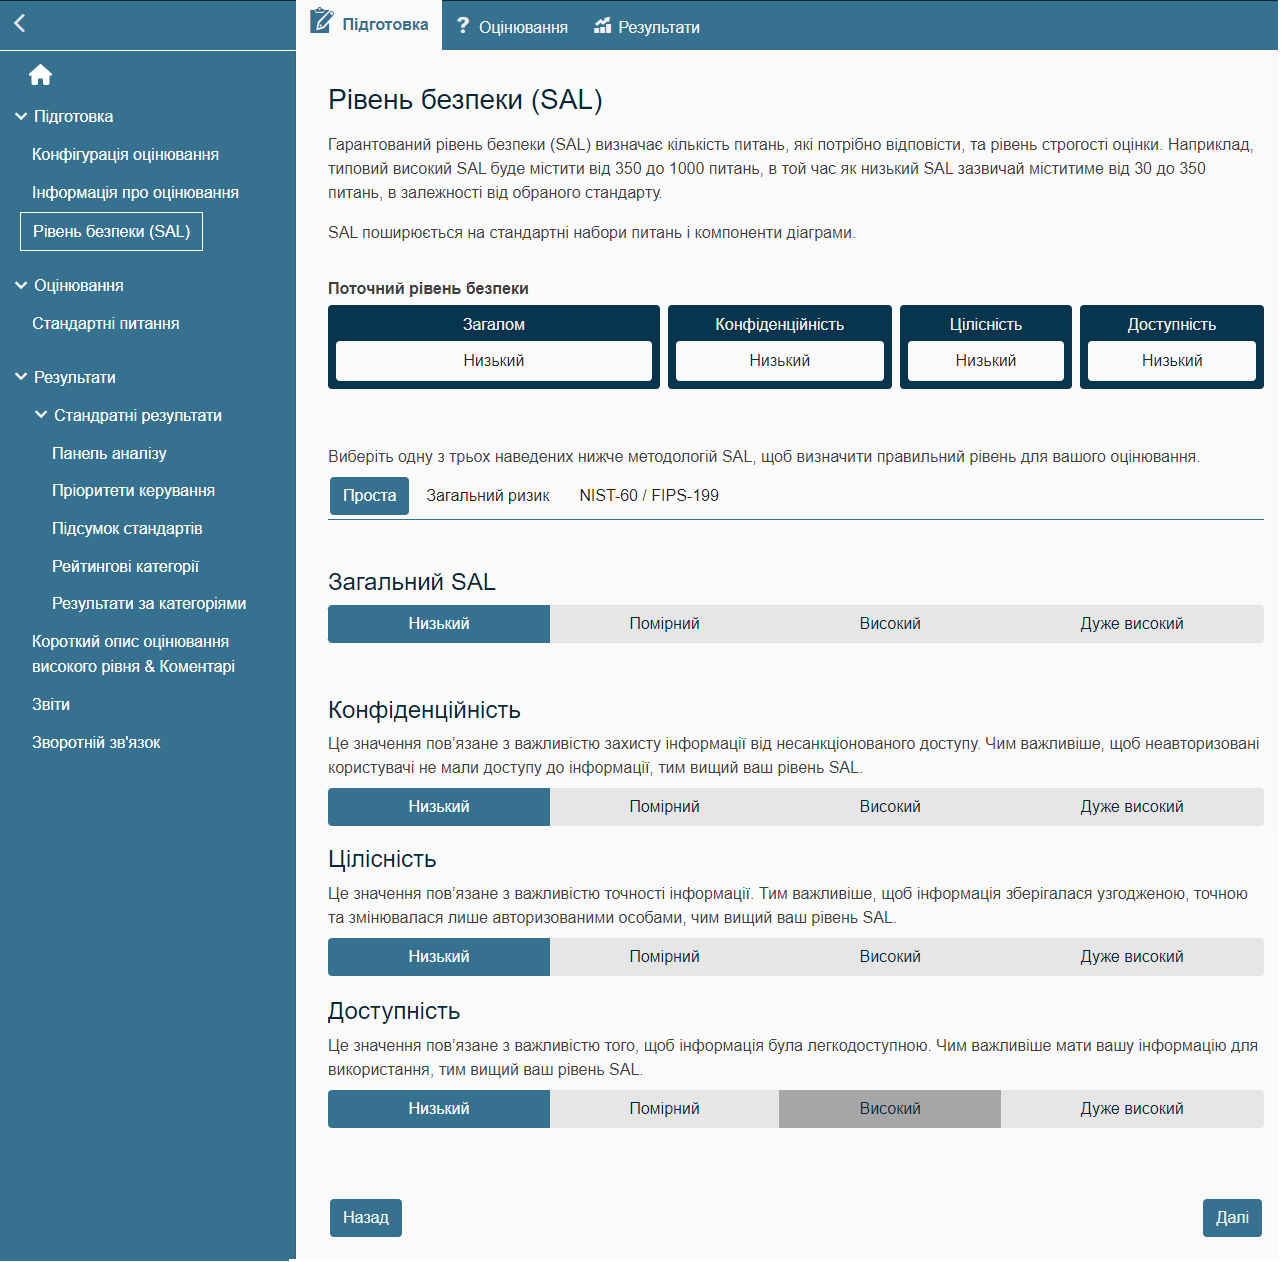 Підготовка
Оцінювання
Результати
Підготовка
Конфігурація оцінювання
Інформація про оцінювання
Рівень безпеки (SAL)
Оцінювання
Стандартні питання
Результати
Стандратні результати
Панель аналізу
Пріоритети керування
Підсумок стандартів
Рейтингові категорії
Результати за категоріями
Короткий опис оцінювання
високого рівня & Коментарі
Звіти
Зворотній зв'язок
Рівень безпеки (SAL)
Гарантований рівень безпеки (SAL) визначає кількість питань, які потрібно відповісти, та рівень строгості оцінки. Наприклад,
типовий високий SAL буде містити від 350 до 1000 питань, в той час як низький SAL зазвичай міститиме від 30 до 350
питань, в залежності від обраного стандарту.
SAL поширюється на стандартні набори питань і компоненти діаграми.
Поточний рівень безпеки
Загалом Конфіденційність Цілісність Доступність
Низький Низький Низький Низький
Виберіть одну з трьох наведених нижче методологій SAL, щоб визначити правильний рівень для вашого оцінювання.
Проста Загальний ризик NIST-60 / FIPS-199
Загальний SAL
Низький Помірний Високий Дуже високий
Конфіденційність
Це значення пов’язане з важливістю захисту інформації від несанкціонованого доступу. Чим важливіше, щоб неавторизовані
користувачі не мали доступу до інформації, тим вищий ваш рівень SAL.
Низький Помірний Високий Дуже високий
Цілісність
Це значення пов’язане з важливістю точності інформації. Тим важливіше, щоб інформація зберігалася узгодженою, точною
та змінювалася лише авторизованими особами, чим вищий ваш рівень SAL.
Низький Помірний Високий Дуже високий
Доступність
Це значення пов’язане з важливістю того, щоб інформація була легкодоступною. Чим важливіше мати вашу інформацію для
використання, тим вищий ваш рівень SAL.
Низький Помірний Високий Дуже високий
Назад Далі